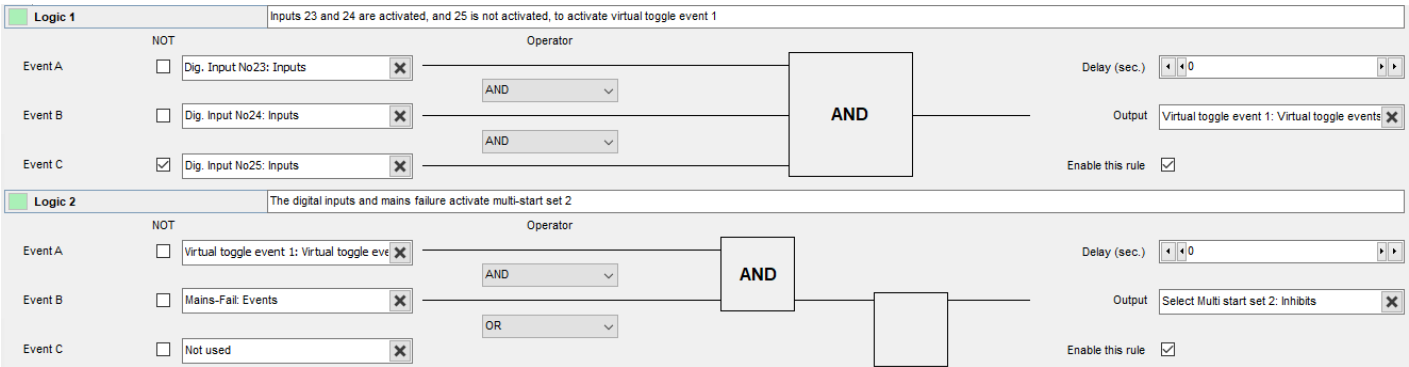 Logic 1 Inputs 23 and 24 are activated, and 25 is not activated, to activate virtual toggle event 1
NOT Operator
Event A Dig. Input No23: Inputs Delay (sec.) 0
AND
Event B Dig. Input No24: Inputs AND Output Virtual toggle event 1: Virtual toggle events
AND
Event C Dig. Input No25: Inputs Enable this rule
Logic 2 The digital inputs and mains failure activate multi-start set 2
NOT Operator
Event A Virtual toggle event 1: Virtual toggle eve Delay (sec.) 0
AND AND
Event B Mains-Fail: Events Output Select Multi start set 2: Inhibits
OR
Event C Not used Enable this rule